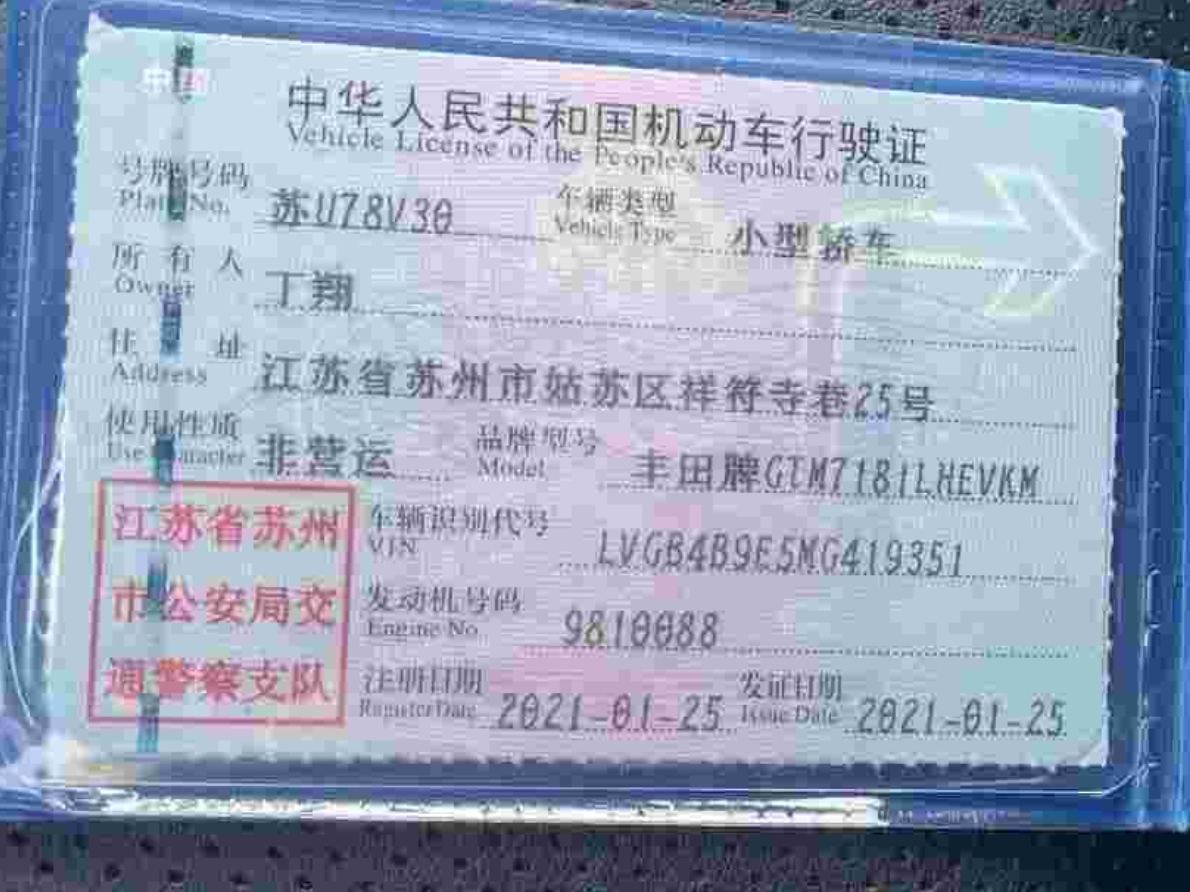 中华人民共和国机动车行驶证
Vehicle License of the People's Republic of China
号牌号码 苏U78V30 车辆类型 小型轿车
Plate No. Vehicle Type
所有人 丁翔
Owner
住址 江苏省苏州市姑苏区祥符寺巷25号
Address
使用性质 非营运 品牌型号 丰田牌GTM7181LHEVKM
Use Character Model
江苏省苏州
市公安局交
通警察支队
车辆识别代号 LVGB4B9E5MG419351
VIN
发动机号码 9810088
Engine No.
注册日期 2021-01-25 发证日期 2021-01-25
Register Date Issue Date